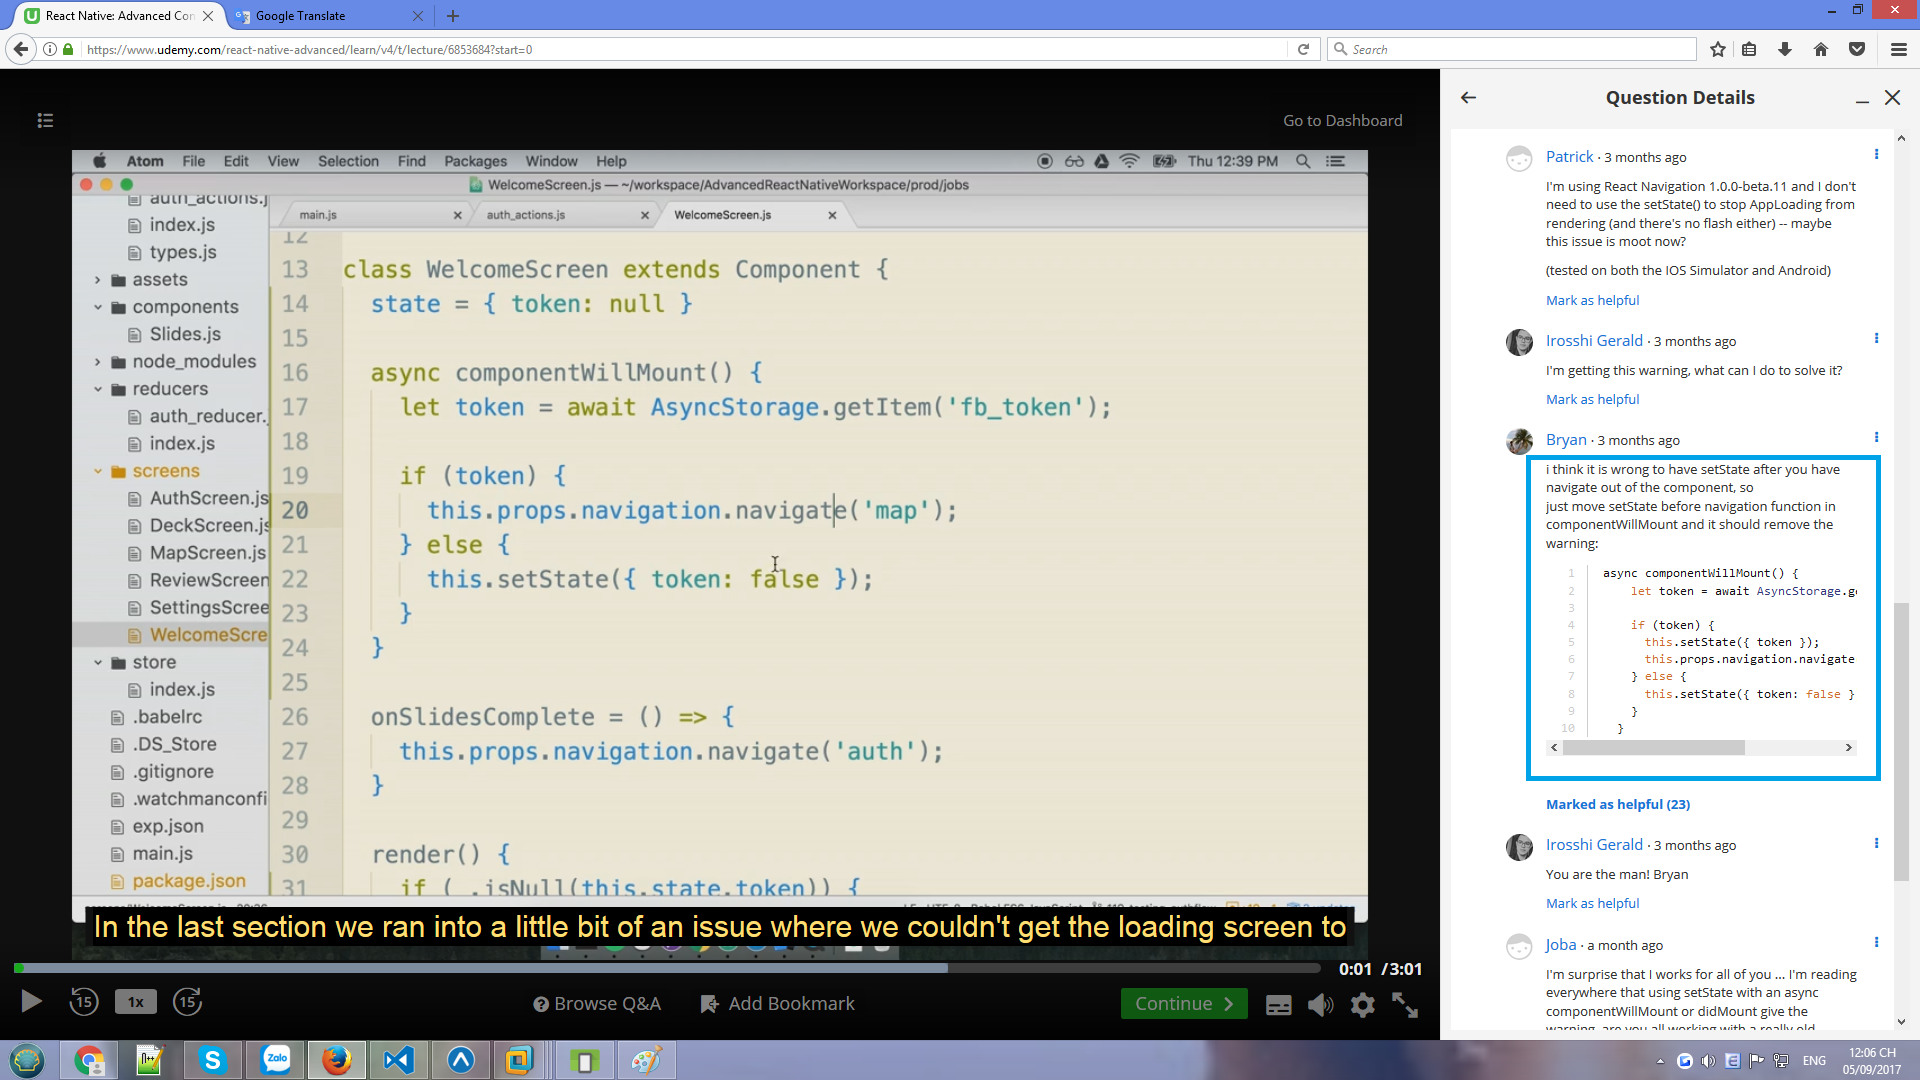 React Native: Advanced Con
Google Translate
https://www.udemy.com/react-native-advanced/learn/v4/t/lecture/6853684?start=0
Search
Go to Dashboard
Atom File Edit View Selection Find Packages Window Help
Thu 12:39 PM
WelcomeScreen.js — ~/workspace/AdvancedReactNativeWorkspace/prod/jobs
main.js
auth_actions.js
WelcomeScreen.js
auth_actions.j
index.js
types.js
assets
components
Slides.js
node_modules
reducers
auth_reducer.
index.js
screens
AuthScreen.js
DeckScreen.js
MapScreen.js
ReviewScreen
SettingsScree
WelcomeScre
store
index.js
.babelrc
.DS_Store
.gitignore
.watchmanconfi
exp.json
main.js
package.json
12
13 class WelcomeScreen extends Component {
14 state = { token: null }
15
16 async componentWillMount() {
17 let token = await AsyncStorage.getItem('fb_token');
18
19 if (token) {
20 this.props.navigation.navigate('map');
21 } else {
22 this.setState({ token: false });
23 }
24 }
25
26 onSlidesComplete = () => {
27 this.props.navigation.navigate('auth');
28 }
29
30 render() {
31 if (_.isNull(this.state.token)) {
In the last section we ran into a little bit of an issue where we couldn't get the loading screen to
0:01 / 3:01
15
1x
15
Browse Q&A
Add Bookmark
Continue
Question Details
Patrick · 3 months ago
I'm using React Navigation 1.0.0-beta.11 and I don't
need to use the setState() to stop AppLoading from
rendering (and there's no flash either) -- maybe
this issue is moot now?
(tested on both the IOS Simulator and Android)
Mark as helpful
Irosshi Gerald · 3 months ago
I'm getting this warning, what can I do to solve it?
Mark as helpful
Bryan · 3 months ago
i think it is wrong to have setState after you have
navigate out of the component, so
just move setState before navigation function in
componentWillMount and it should remove the
warning:
1 async componentWillMount() {
2 let token = await AsyncStorage.ge
3
4 if (token) {
5 this.setState({ token });
6 this.props.navigation.navigate
7 } else {
8 this.setState({ token: false }
9 }
10 }
Marked as helpful (23)
Irosshi Gerald · 3 months ago
You are the man! Bryan
Mark as helpful
Joba · a month ago
I'm surprise that I works for all of you ... I'm reading
everywhere that using setState with an async
componentWillMount or didMount give the
warning, are you all working with a really old
Zalo
ENG
12:06 CH
05/09/2017